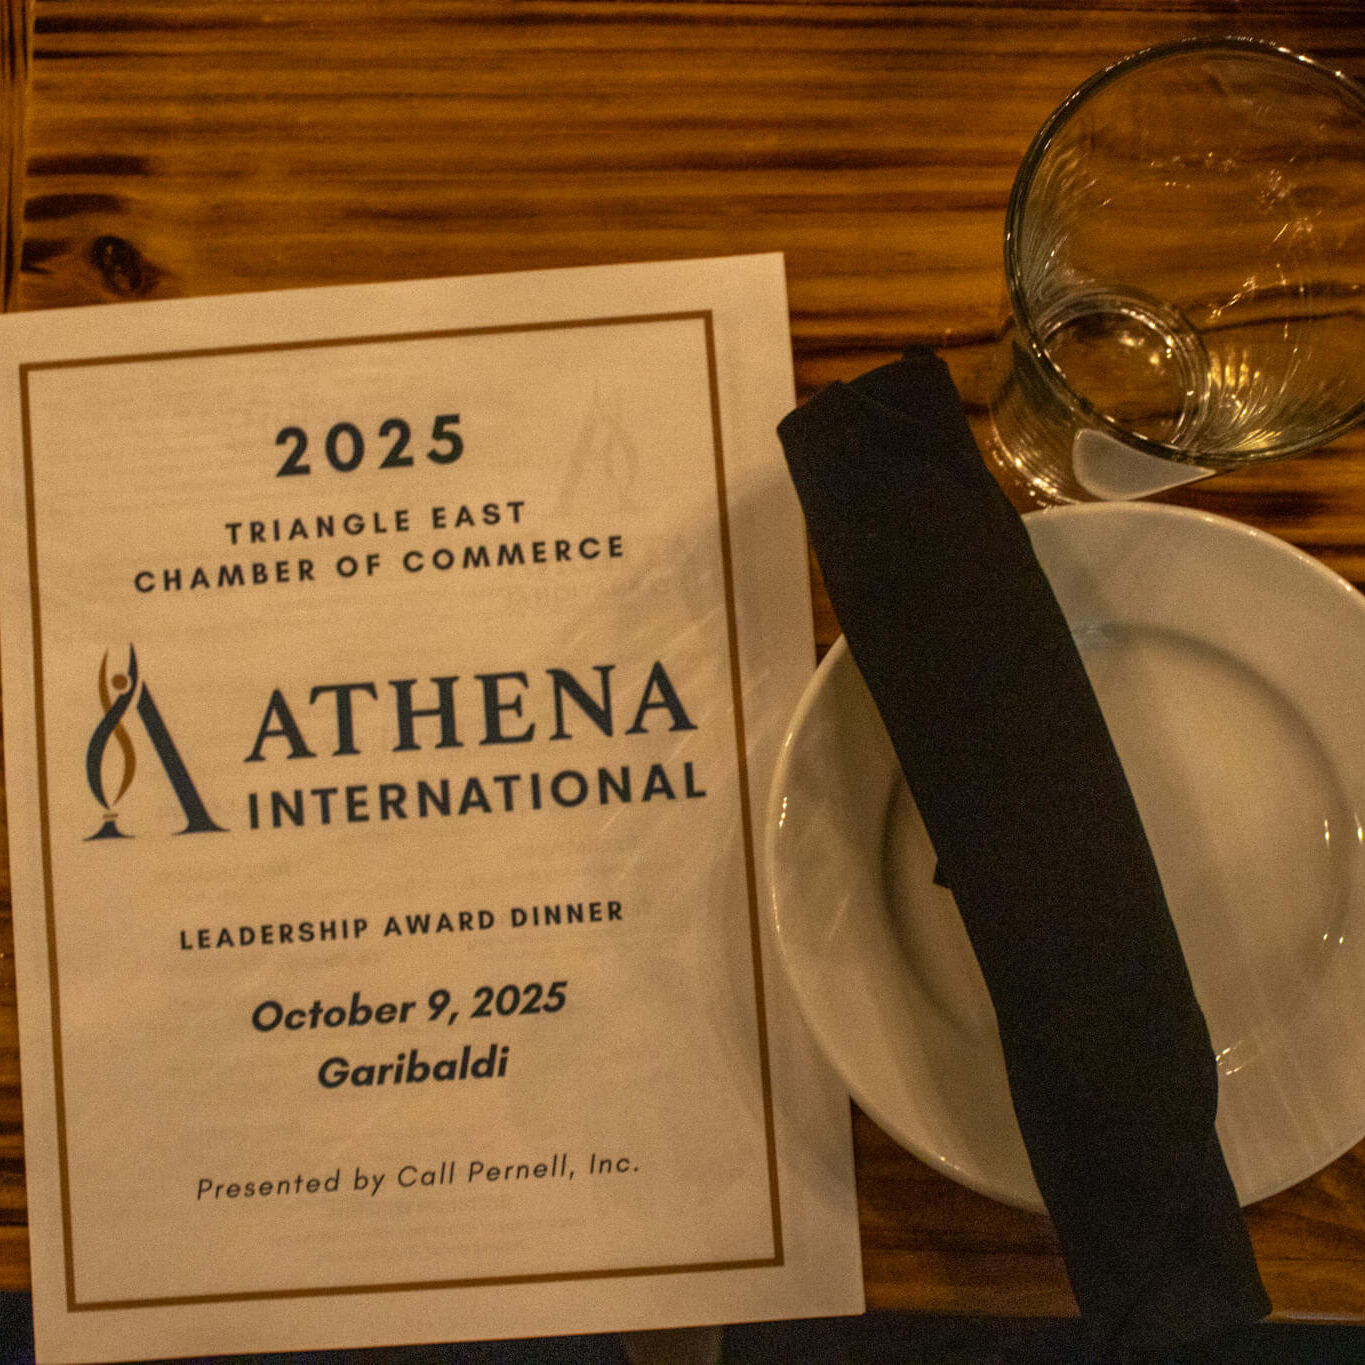 2025
TRIANGLE EAST
CHAMBER OF COMMERCE
ATHENA
INTERNATIONAL
LEADERSHIP AWARD DINNER
October 9, 2025
Garibaldi
Presented by Call Pernell, Inc.